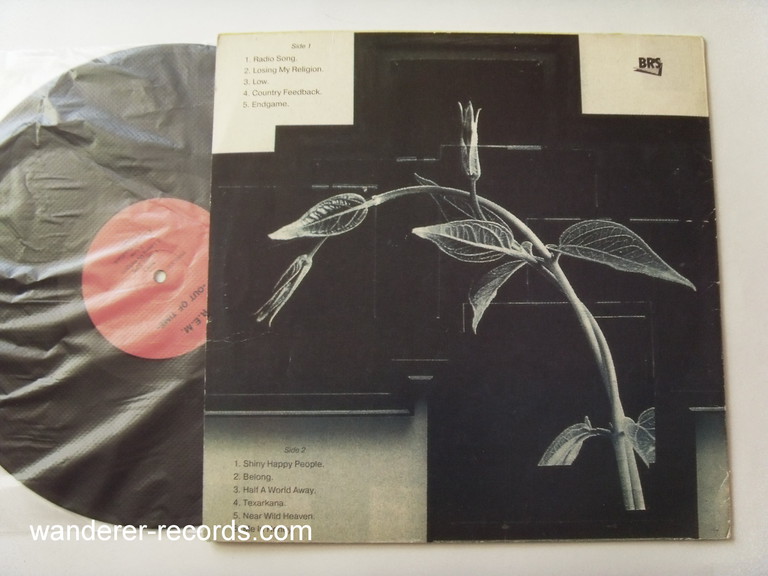 Side 1
1. Radio Song.
2. Losing My Religion.
3. Low.
4. Country Feedback.
5. Endgame.
BRS
R.E.M
OUT OF TIME
Side 2
1. Shiny Happy People.
2. Belong.
3. Half A World Away.
4. Texarkana.
5. Near Wild Heaven.
wanderer-records.com